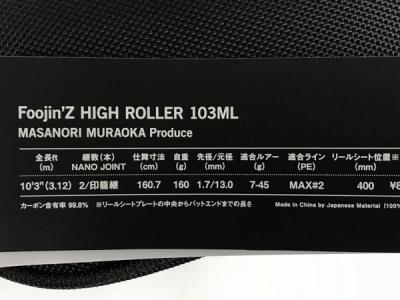 Foojin'Z HIGH ROLLER 103ML
MASANORI MURAOKA Produce
全長ft 継数(本) 仕舞寸法 自重 先径/元径 適合ルアー 適合ライン リールシート位置※
(m) NANO JOINT (cm) (g) (mm) (g) (PE) (mm)
10'3"(3.12) 2/印籠継 160.7 160 1.7/13.0 7-45 MAX#2 400 ¥8
カーボン含有率 99.8% ※リールシートプレートの中央からバットエンドまでの長さ Made in China by Japanese Material (100%